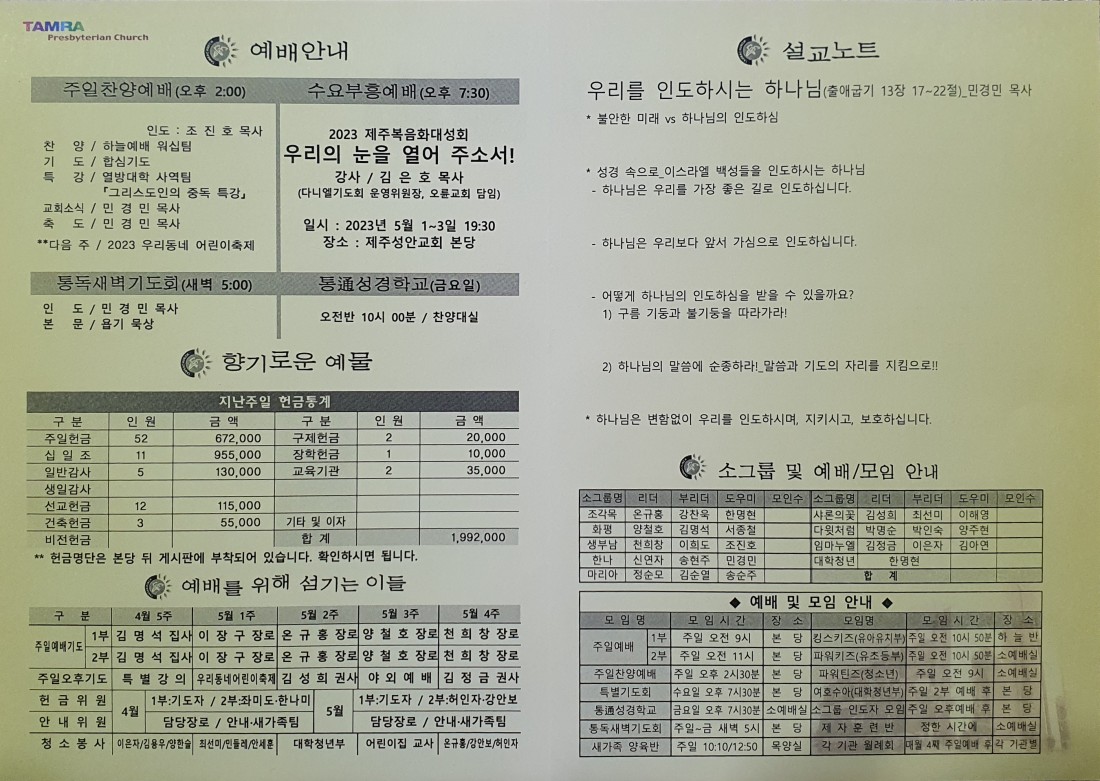 TAMRA
Presbyterian Church
예배안내
주일찬양예배(오후 2:00)
인도 : 조 진 호 목사
찬 양 / 하늘예배 워십팀
기 도 / 합심기도
특 강 / 열방대학 사역팀
「그리스도인의 중독 특강」
교회소식 / 민 경 민 목사
축 도 / 민 경 민 목사
**다음 주 / 2023 우리동네 어린이축제
수요부흥예배(오후 7:30)
2023 제주복음화대성회
우리의 눈을 열어 주소서!
강사 / 김 은 호 목사
(다니엘기도회 운영위원장, 오륜교회 담임)
일시 : 2023년 5월 1~3일 19:30
장소 : 제주성안교회 본당
통독새벽기도회(새벽 5:00)
인 도 / 민 경 민 목사
본 문 / 욥기 묵상
통通성경학교(금요일)
오전반 10시 00분 / 찬양대실
향기로운 예물
지난주일 헌금통계
구 분 인 원 금 액 구 분 인 원 금 액
주일헌금 52 672,000 구제헌금 2 20,000
십 일 조 11 955,000 장학헌금 1 10,000
일반감사 5 130,000 교육기관 2 35,000
생일감사
선교헌금 12 115,000
건축헌금 3 55,000 기타 및 이자
비전헌금 합 계 1,992,000
** 헌금명단은 본당 뒤 게시판에 부착되어 있습니다. 확인하시면 됩니다.
예배를 위해 섬기는 이들
구 분 4월 5주 5월 1주 5월 2주 5월 3주 5월 4주
주일예배기도 1부 김 명 석 집사 이 장 구 장로 온 규 홍 장로 양 철 호 장로 천 희 창 장로
2부 김 명 석 집사 이 장 구 장로 온 규 홍 장로 양 철 호 장로 천 희 창 장로
주일오후기도 특 별 강 의 우리동네어린이축제 김 성 희 권사 야 외 예 배 김 정 금 권사
헌 금 위 원 4월 1부:기도자 / 2부:좌미도·한나미 5월 1부:기도자 / 2부:허인자·강안보
안 내 위 원 담당장로 / 안내·새가족팀 담당장로 / 안내·새가족팀
청 소 봉 사 이은자/김용우/양한슬 최선미/민들레/안세훈 대학청년부 어린이집 교사 온규홍/강안보/허인자
설교노트
우리를 인도하시는 하나님(출애굽기 13장 17~22절)_민경민 목사
* 불안한 미래 vs 하나님의 인도하심
* 성경 속으로_이스라엘 백성들을 인도하시는 하나님
- 하나님은 우리를 가장 좋은 길로 인도하십니다.
- 하나님은 우리보다 앞서 가심으로 인도하십니다.
- 어떻게 하나님의 인도하심을 받을 수 있을까요?
1) 구름 기둥과 불기둥을 따라가라!
2) 하나님의 말씀에 순종하라!_말씀과 기도의 자리를 지킴으로!!
* 하나님은 변함없이 우리를 인도하시며, 지키시고, 보호하십니다.
소그룹 및 예배/모임 안내
소그룹명 리더 부리더 도우미 모인수 소그룹명 리더 부리더 도우미 모인수
조각목 온규홍 강찬욱 한명현 샤론의꽃 김성희 최선미 이해영
화평 양철호 김명석 서종철 다윗처럼 박명순 박인숙 양주현
생부남 천희창 이희도 조진호 임마누엘 김정금 이은자 김아연
한나 신연자 송현주 민경민 대학청년 한명현
마리아 정순모 김순열 송순주 합 계
◆ 예배 및 모임 안내 ◆
모 임 명 모 임 시 간 장 소 모임명 모 임 시 간 장 소
주일예배 1부 주일 오전 9시 본 당 킹스키즈(유아유치부) 주일 오전 10시 50분 하 늘 반
2부 주일 오전 11시 본 당 파워키즈(유초등부) 주일 오전 10시 50분 소예배실
주일찬양예배 주일 오후 2시30분 본 당 파워틴즈(청소년) 주일 오전 9시 소예배실
특별기도회 수요일 오후 7시30분 본 당 여호수아(대학청년부) 주일 2부 예배 후 본 당
통通성경학교 금요일 오후 7시30분 소예배실 소그룹 인도자 모임 주일 오후예배 후 본 당
통독새벽기도회 주일~금 새벽 5시 본 당 제 자 훈 련 반 정한 시간에 소예배실
새가족 양육반 주일 10:10/12:50 목양실 각 기관 월례회 매월 4째 주일예배 후 각 기관별